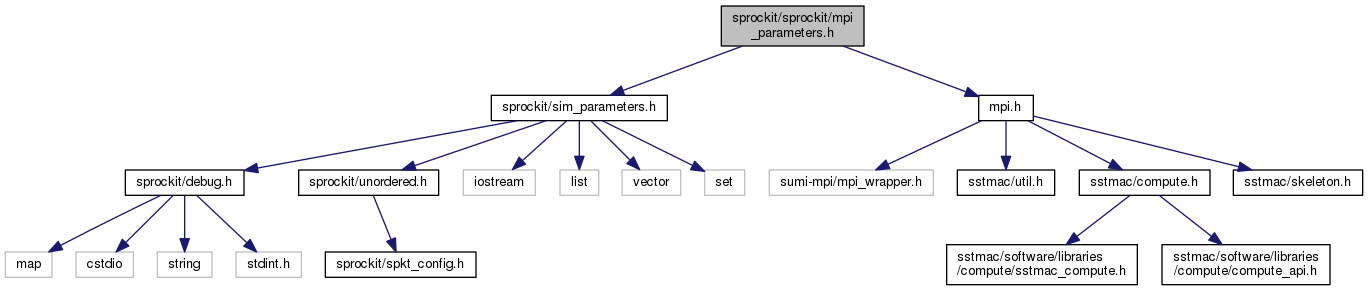 sprockit/sprockit/mpi
_parameters.h
sprockit/sim_parameters.h
mpi.h
sprockit/debug.h
sprockit/unordered.h
iostream
list
vector
set
sumi-mpi/mpi_wrapper.h
sstmac/util.h
sstmac/compute.h
sstmac/skeleton.h
map
cstdio
string
stdint.h
sprockit/spkt_config.h
sstmac/software/libraries
/compute/sstmac_compute.h
sstmac/software/libraries
/compute/compute_api.h